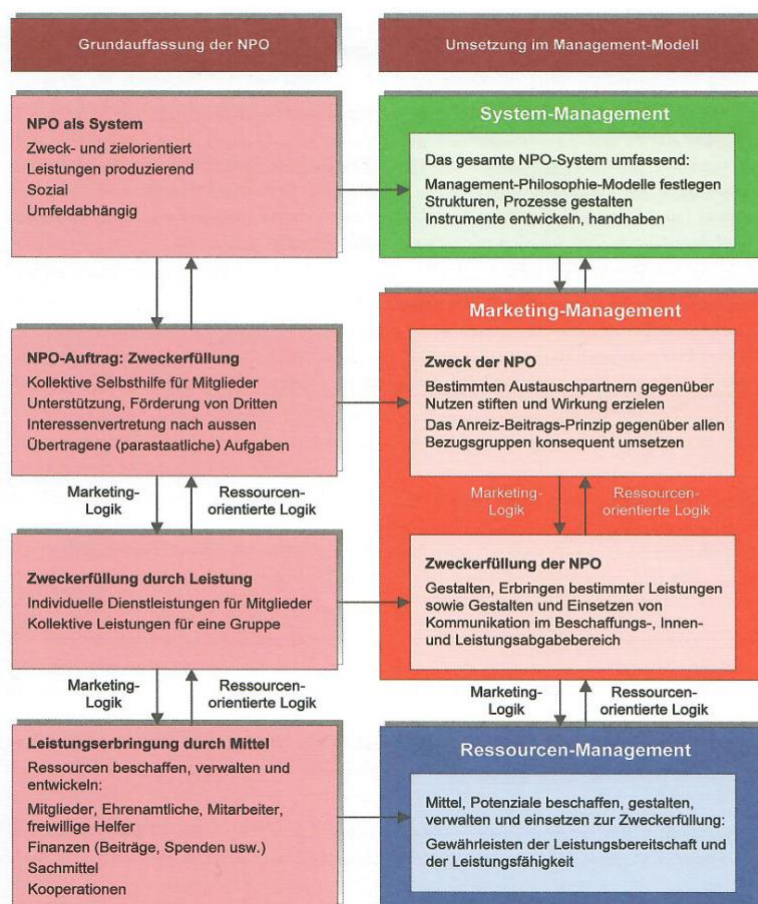 Grundauffassung der NPO
Umsetzung im Management-Modell
NPO als System
Zweck- und zielorientiert
Leistungen produzierend
Sozial
Umfeldabhängig
System-Management
Das gesamte NPO-System umfassend:
Management-Philosophie-Modelle festlegen
Strukturen, Prozesse gestalten
Instrumente entwickeln, handhaben
NPO-Auftrag: Zweckerfüllung
Kollektive Selbsthilfe für Mitglieder
Unterstützung, Förderung von Dritten
Interessenvertretung nach aussen
Übertragene (parastaatliche) Aufgaben
Marketing-Management
Zweck der NPO
Bestimmten Austauschpartnern gegenüber
Nutzen stiften und Wirkung erzielen
Das Anreiz-Beitrags-Prinzip gegenüber allen
Bezugsgruppen konsequent umsetzen
Marketing-
Logik
Ressourcen-
orientierte Logik
Marketing-
Logik
Ressourcen-
orientierte Logik
Zweckerfüllung durch Leistung
Individuelle Dienstleistungen für Mitglieder
Kollektive Leistungen für eine Gruppe
Zweckerfüllung der NPO
Gestalten, Erbringen bestimmter Leistungen
sowie Gestalten und Einsetzen von
Kommunikation im Beschaffungs-, Innen-
und Leistungsabgabebereich
Marketing-
Logik
Ressourcen-
orientierte Logik
Marketing-
Logik
Ressourcen-
orientierte Logik
Leistungserbringung durch Mittel
Ressourcen beschaffen, verwalten und
entwickeln:
Mitglieder, Ehrenamtliche, Mitarbeiter,
freiwillige Helfer
Finanzen (Beiträge, Spenden usw.)
Sachmittel
Kooperationen
Ressourcen-Management
Mittel, Potenziale beschaffen, gestalten,
verwalten und einsetzen zur Zweckerfüllung:
Gewährleisten der Leistungsbereitschaft und
der Leistungsfähigkeit